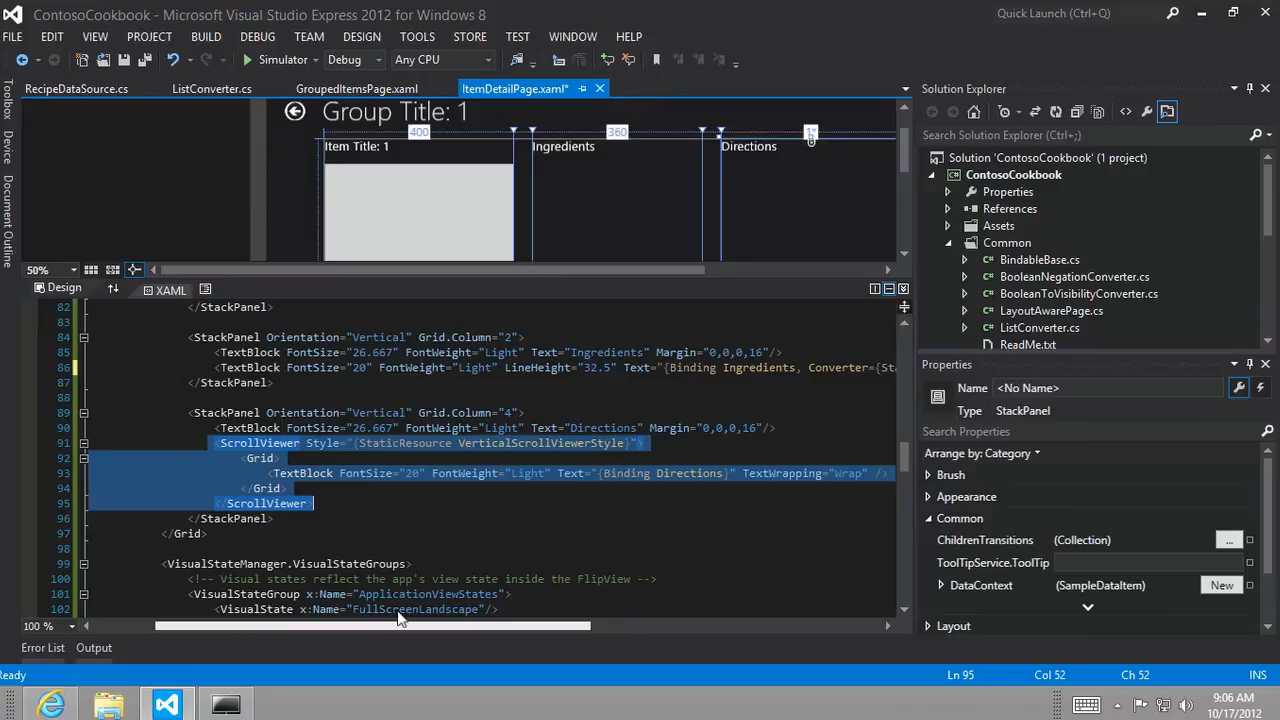 ContosoCookbook - Microsoft Visual Studio Express 2012 for Windows 8
Quick Launch (Ctrl+Q)
FILE EDIT VIEW PROJECT BUILD DEBUG TEAM DESIGN TOOLS STORE TEST WINDOW HELP
Simulator Debug Any CPU
RecipeDataSource.cs ListConverter.cs GroupedItemsPage.xaml ItemDetailPage.xaml*
Toolbox
Device
Document Outline
Group Title: 1
400 360 1*
Item Title: 1 Ingredients Directions
50%
Design XAML
82 </StackPanel>
83
84 <StackPanel Orientation="Vertical" Grid.Column="2">
85 <TextBlock FontSize="26.667" FontWeight="Light" Text="Ingredients" Margin="0,0,0,16"/>
86 <TextBlock FontSize="20" FontWeight="Light" LineHeight="32.5" Text="{Binding Ingredients, Converter={Sta
87 </StackPanel>
88
89 <StackPanel Orientation="Vertical" Grid.Column="4">
90 <TextBlock FontSize="26.667" FontWeight="Light" Text="Directions" Margin="0,0,0,16"/>
91 <ScrollViewer Style="{StaticResource VerticalScrollViewerStyle}">
92 <Grid>
93 <TextBlock FontSize="20" FontWeight="Light" Text="{Binding Directions}" TextWrapping="Wrap" />
94 </Grid>
95 </ScrollViewer>
96 </StackPanel>
97 </Grid>
98
99 <VisualStateManager.VisualStateGroups>
100 <!-- Visual states reflect the app's view state inside the FlipView -->
101 <VisualStateGroup x:Name="ApplicationViewStates">
102 <VisualState x:Name="FullScreenLandscape"/>
100 %
Error List Output
Ready Ln 95 Col 52 Ch 52 INS
Solution Explorer
Search Solution Explorer (Ctrl+;)
Solution 'ContosoCookbook' (1 project)
ContosoCookbook
Properties
References
Assets
Common
BindableBase.cs
BooleanNegationConverter.cs
BooleanToVisibilityConverter.cs
LayoutAwarePage.cs
ListConverter.cs
ReadMe.txt
Properties
Name <No Name>
Type StackPanel
Search Properties
Arrange by: Category
Brush
Appearance
Common
ChildrenTransitions (Collection) ...
ToolTipService.ToolTip
DataContext (SampleDataItem) New
Layout
9:06 AM
10/17/2012